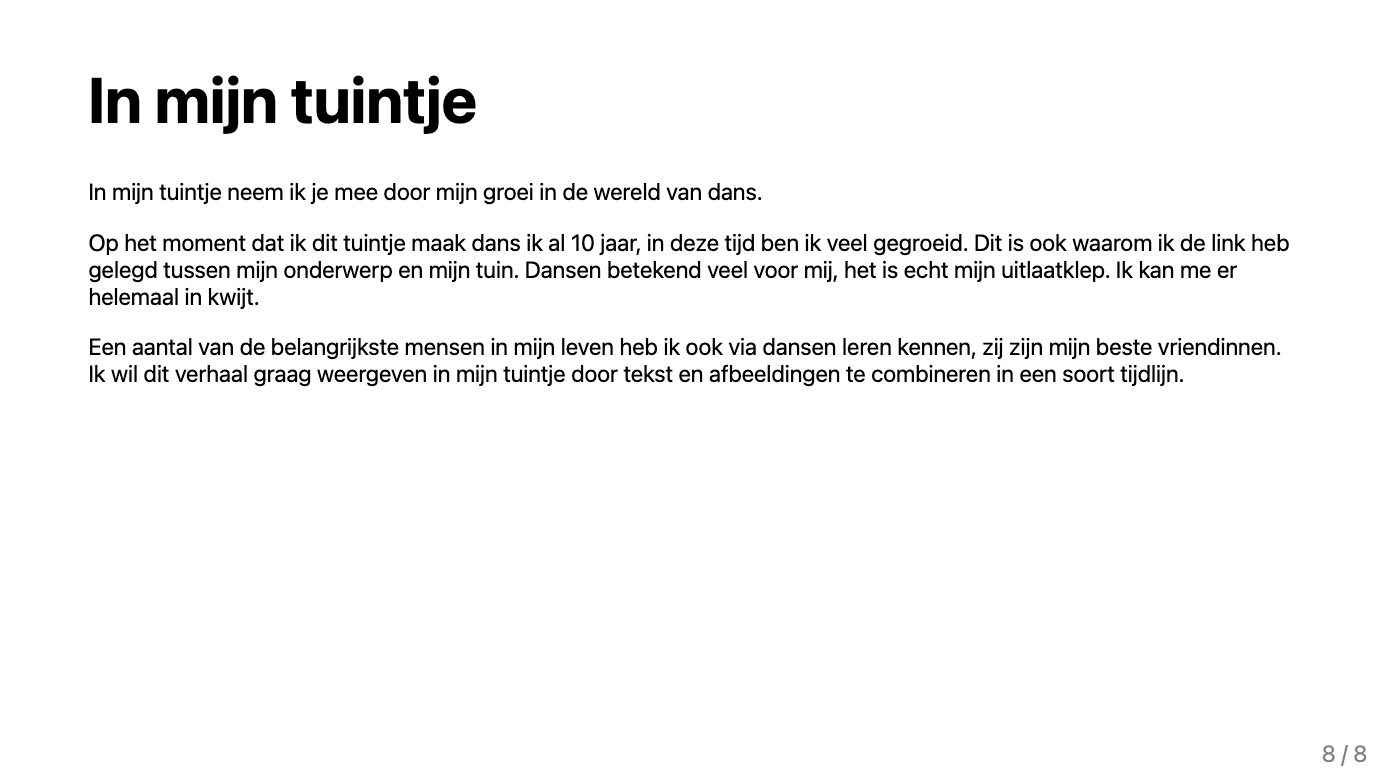 In mijn tuintje
In mijn tuintje neem ik je mee door mijn groei in de wereld van dans.
Op het moment dat ik dit tuintje maak dans ik al 10 jaar, in deze tijd ben ik veel gegroeid. Dit is ook waarom ik de link heb
gelegd tussen mijn onderwerp en mijn tuin. Dansen betekend veel voor mij, het is echt mijn uitlaatklep. Ik kan me er
helemaal in kwijt.
Een aantal van de belangrijkste mensen in mijn leven heb ik ook via dansen leren kennen, zij zijn mijn beste vriendinnen.
Ik wil dit verhaal graag weergeven in mijn tuintje door tekst en afbeeldingen te combineren in een soort tijdlijn.
8 / 8